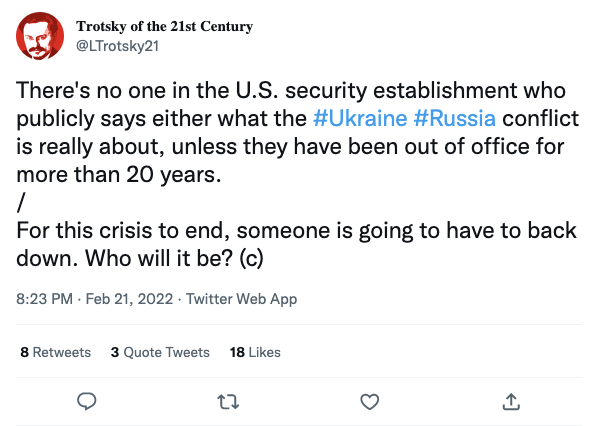 Trotsky of the 21st Century
@LTrotsky21
There's no one in the U.S. security establishment who
publicly says either what the #Ukraine #Russia conflict
is really about, unless they have been out of office for
more than 20 years.
/
For this crisis to end, someone is going to have to back
down. Who will it be? (c)
8:23 PM · Feb 21, 2022 · Twitter Web App
8 Retweets 3 Quote Tweets 18 Likes